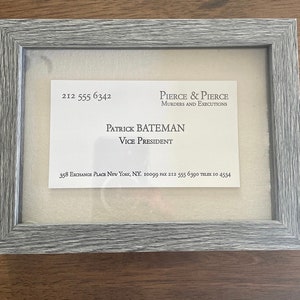 212 555 6342
PIERCE & PIERCE
MURDERS AND EXECUTIONS
PATRICK BATEMAN
VICE PRESIDENT
358 EXCHANGE PLACE NEW YORK, NY. 10099 FAX 212 555 6390 TELEX 10 4534